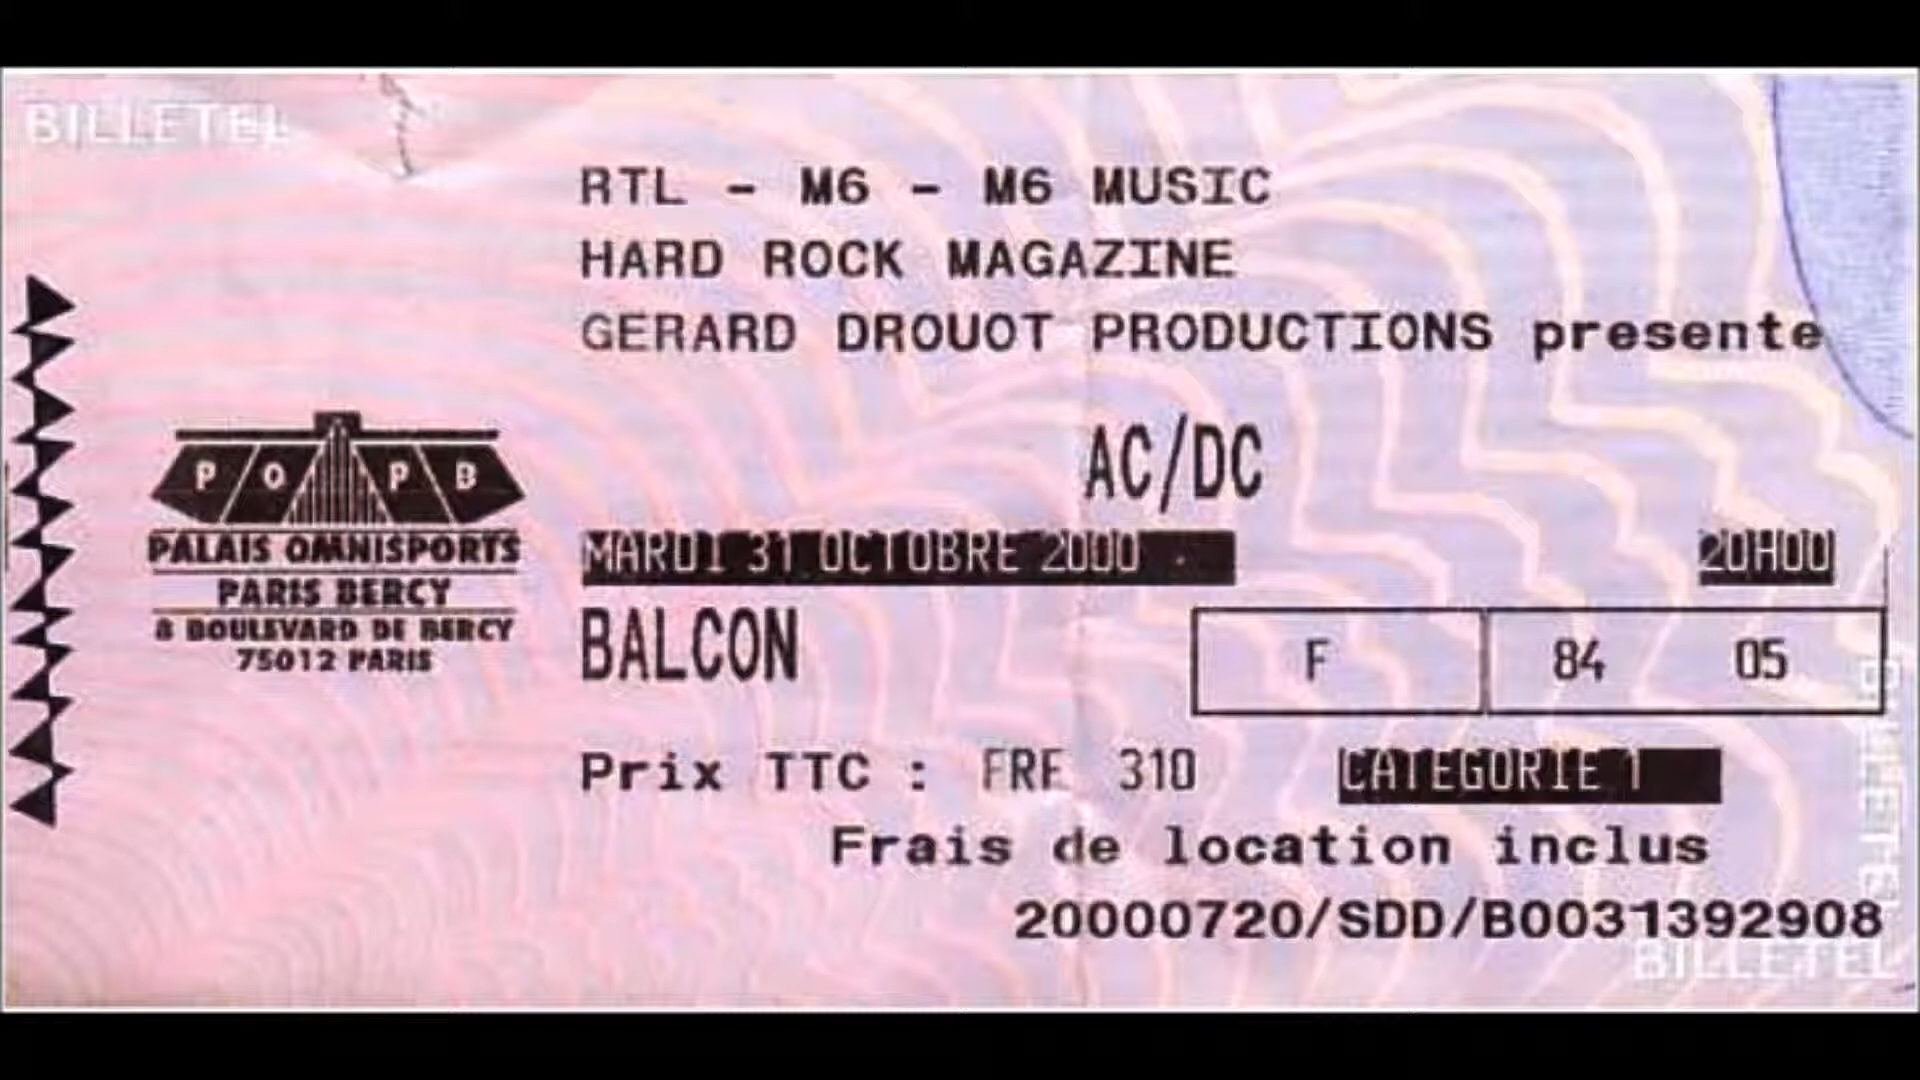 BILLETEL
RTL - M6 - M6 MUSIC
HARD ROCK MAGAZINE
GERARD DROUOT PRODUCTIONS presente
AC/DC
POPB
PALAIS OMNISPORTS
PARIS BERCY
8 BOULEVARD DE BERCY
75012 PARIS
MARDI 31 OCTOBRE 2000 - 20H00
BALCON F 84 05
Prix TTC : FRF 310 CATEGORIE 1
Frais de location inclus
20000720/SDD/B0031392908
BILLETEL
BILLETEL